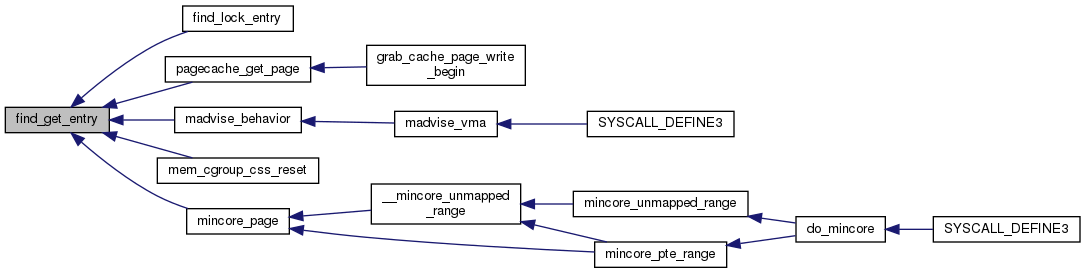 find_lock_entry
pagecache_get_page
grab_cache_page_write
_begin
find_get_entry
madvise_behavior
madvise_vma
SYSCALL_DEFINE3
mem_cgroup_css_reset
mincore_page
__mincore_unmapped
_range
mincore_unmapped_range
mincore_pte_range
do_mincore
SYSCALL_DEFINE3